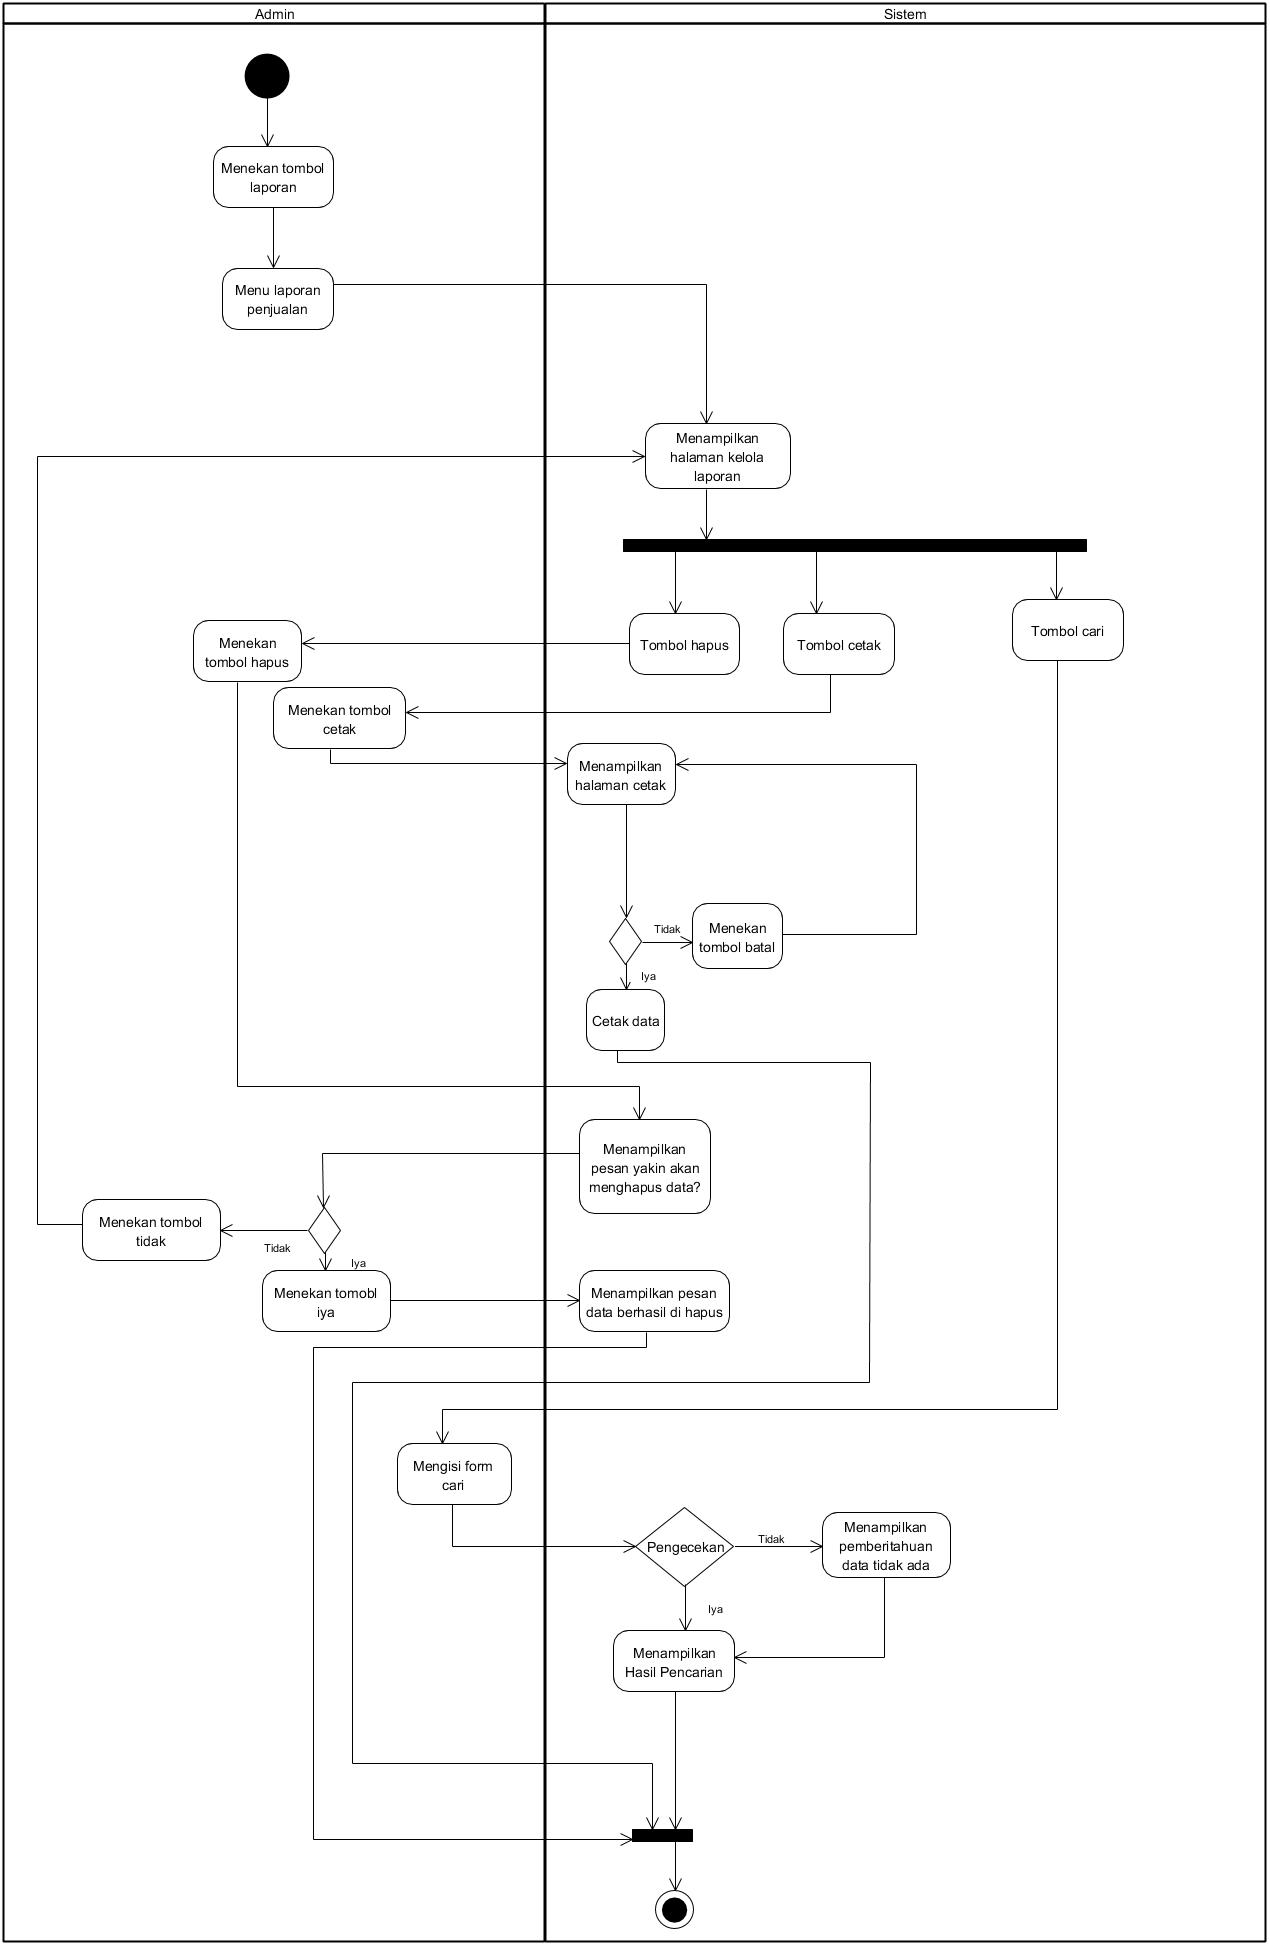 Admin
Sistem
Menekan tombol
laporan
Menu laporan
penjualan
Menampilkan
halaman kelola
laporan
Menekan
tombol hapus
Tombol hapus
Tombol cetak
Tombol cari
Menekan tombol
cetak
Menampilkan
halaman cetak
Tidak
Menekan
tombol batal
Iya
Cetak data
Menampilkan
pesan yakin akan
menghapus data?
Menekan tombol
tidak
Tidak
Iya
Menekan tomobl
iya
Menampilkan pesan
data berhasil di hapus
Mengisi form
cari
Pengecekan
Tidak
Menampilkan
pemberitahuan
data tidak ada
Iya
Menampilkan
Hasil Pencarian